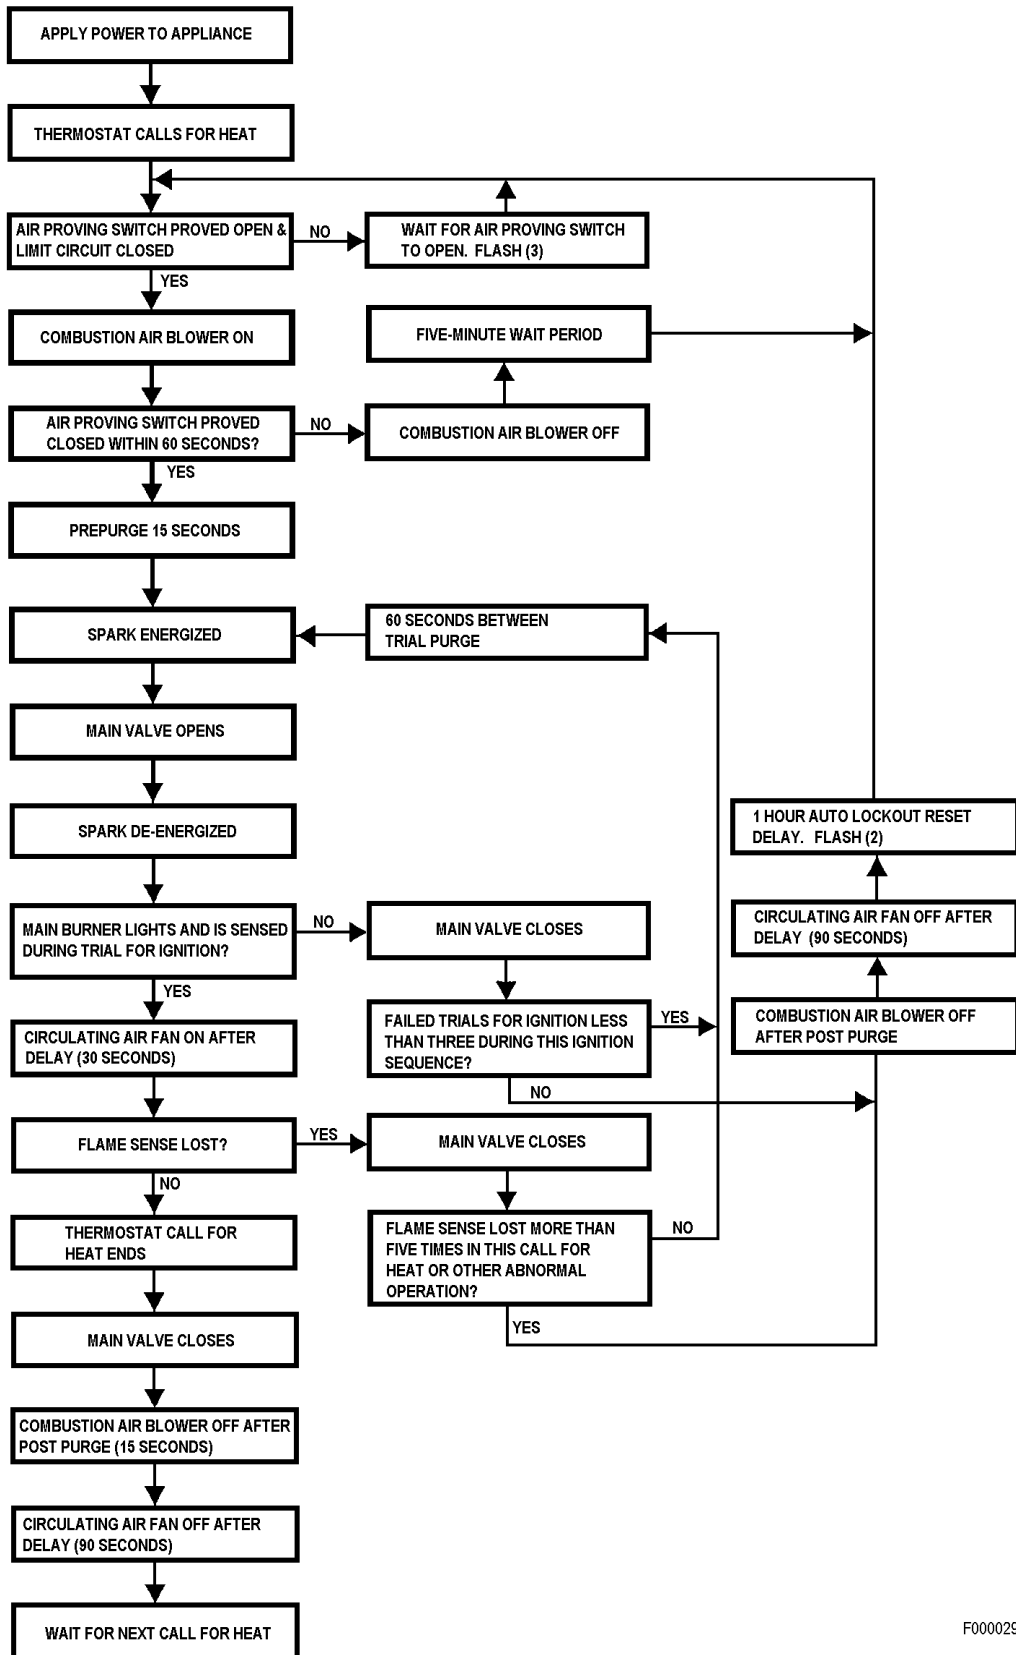 APPLY POWER TO APPLIANCE
THERMOSTAT CALLS FOR HEAT
AIR PROVING SWITCH PROVED OPEN &
LIMIT CIRCUIT CLOSED
NO
WAIT FOR AIR PROVING SWITCH
TO OPEN. FLASH (3)
YES
COMBUSTION AIR BLOWER ON
FIVE-MINUTE WAIT PERIOD
AIR PROVING SWITCH PROVED
CLOSED WITHIN 60 SECONDS?
NO
COMBUSTION AIR BLOWER OFF
YES
PREPURGE 15 SECONDS
SPARK ENERGIZED
60 SECONDS BETWEEN
TRIAL PURGE
MAIN VALVE OPENS
SPARK DE-ENERGIZED
1 HOUR AUTO LOCKOUT RESET
DELAY. FLASH (2)
MAIN BURNER LIGHTS AND IS SENSED
DURING TRIAL FOR IGNITION?
NO
MAIN VALVE CLOSES
CIRCULATING AIR FAN OFF AFTER
DELAY (90 SECONDS)
YES
CIRCULATING AIR FAN ON AFTER
DELAY (30 SECONDS)
FAILED TRIALS FOR IGNITION LESS
THAN THREE DURING THIS IGNITION
SEQUENCE?
YES
COMBUSTION AIR BLOWER OFF
AFTER POST PURGE
NO
FLAME SENSE LOST?
YES
MAIN VALVE CLOSES
NO
THERMOSTAT CALL FOR
HEAT ENDS
FLAME SENSE LOST MORE THAN
FIVE TIMES IN THIS CALL FOR
HEAT OR OTHER ABNORMAL
OPERATION?
NO
YES
MAIN VALVE CLOSES
COMBUSTION AIR BLOWER OFF AFTER
POST PURGE (15 SECONDS)
CIRCULATING AIR FAN OFF AFTER
DELAY (90 SECONDS)
WAIT FOR NEXT CALL FOR HEAT
F000029